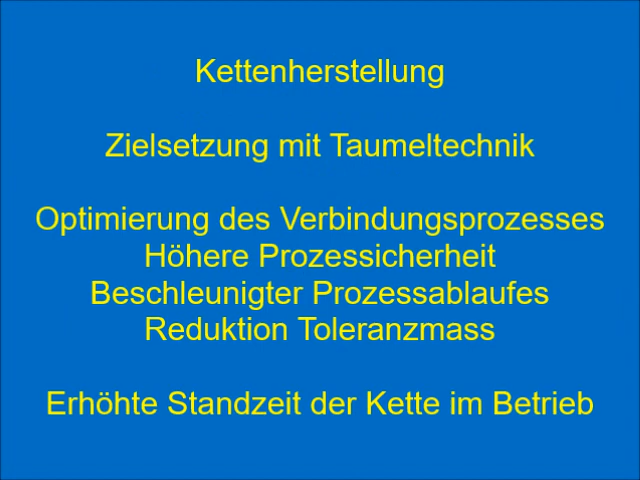 Kettenherstellung
Zielsetzung mit Taumeltechnik
Optimierung des Verbindungsprozesses
Höhere Prozessicherheit
Beschleunigter Prozessablaufes
Reduktion Toleranzmass
Erhöhte Standzeit der Kette im Betrieb